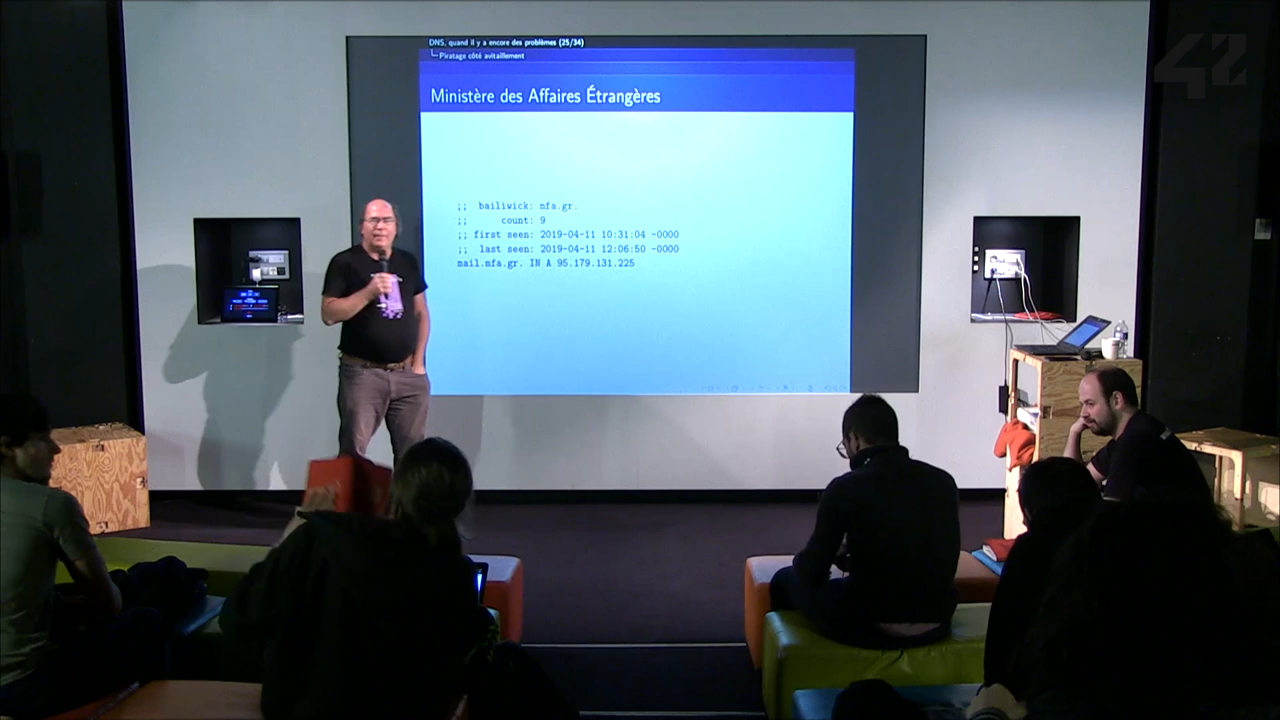 DNS, quand il y a encore des problèmes (25/34)
Piratage côté avitaillement
42
Ministère des Affaires Étrangères
;; bailiwick: mfa.gr.
;; count: 9
;; first seen: 2019-04-11 10:31:04 -0000
;; last seen: 2019-04-11 12:06:50 -0000
mail.mfa.gr. IN A 95.179.131.225